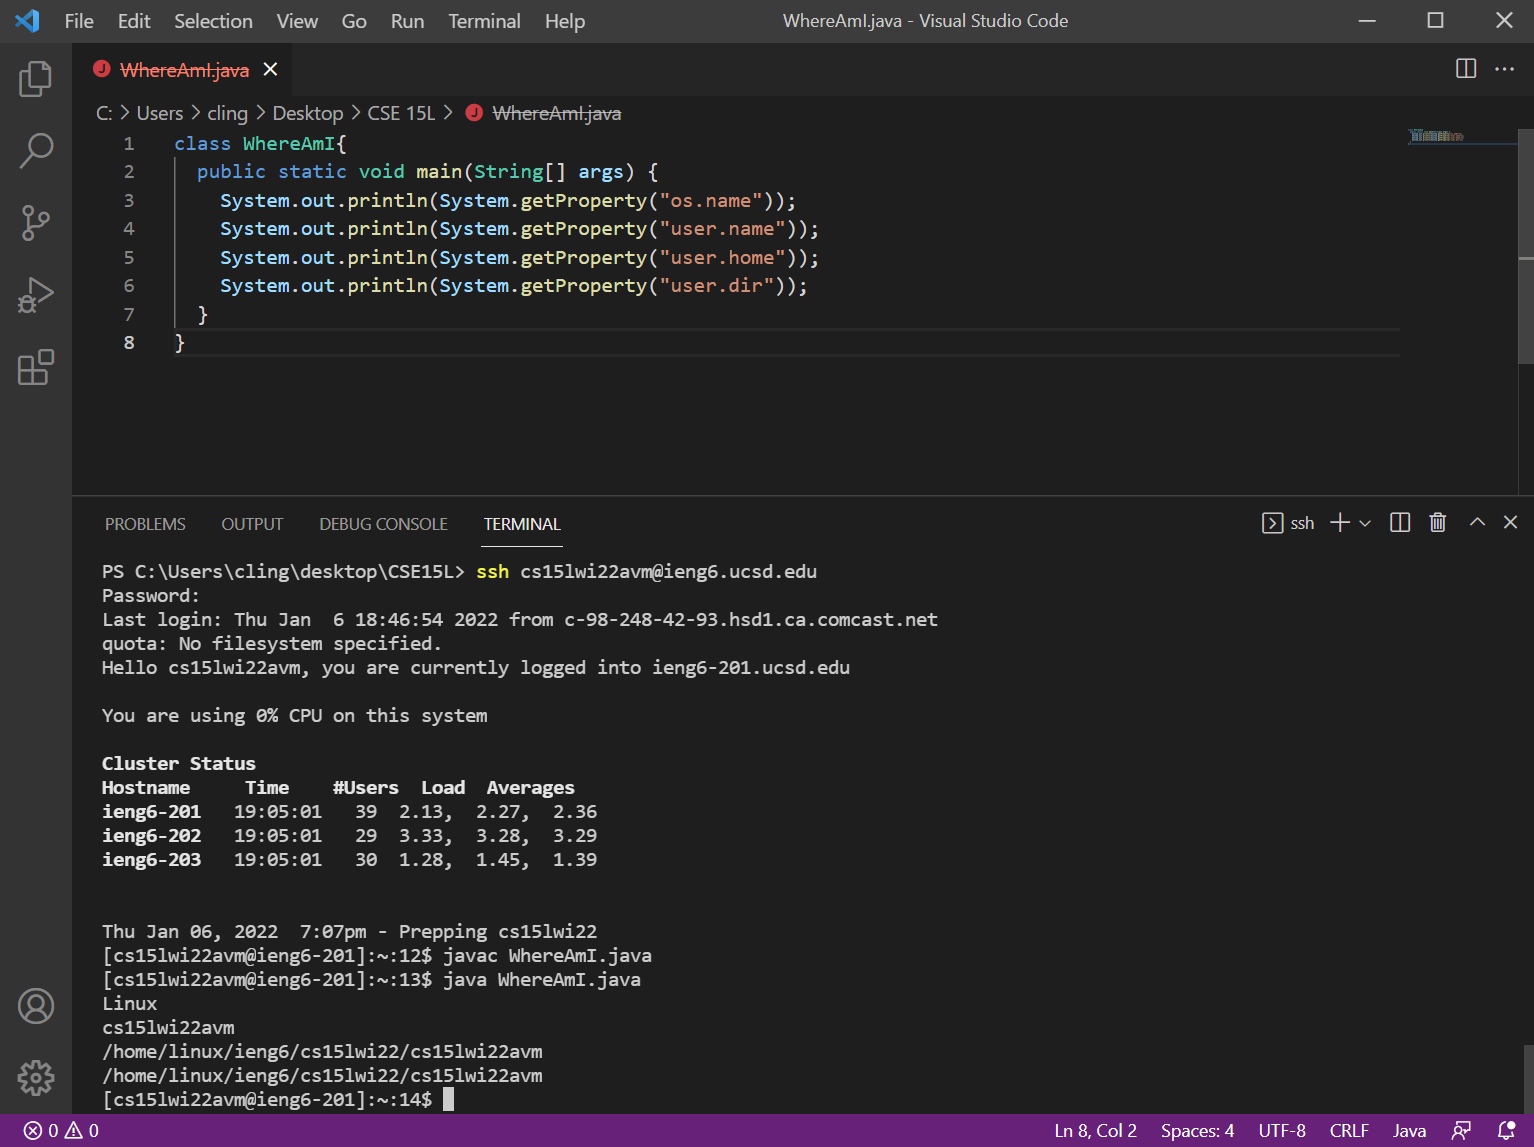 File Edit Selection View Go Run Terminal Help WhereAmI.java - Visual Studio Code
WhereAmI.java
C: > Users > cling > Desktop > CSE 15L > WhereAmI.java
1 class WhereAmI{
2 public static void main(String[] args) {
3 System.out.println(System.getProperty("os.name"));
4 System.out.println(System.getProperty("user.name"));
5 System.out.println(System.getProperty("user.home"));
6 System.out.println(System.getProperty("user.dir"));
7 }
8 }
PROBLEMS OUTPUT DEBUG CONSOLE TERMINAL ssh
PS C:\Users\cling\desktop\CSE15L> ssh cs15lwi22avm@ieng6.ucsd.edu
Password:
Last login: Thu Jan  6 18:46:54 2022 from c-98-248-42-93.hsd1.ca.comcast.net
quota: No filesystem specified.
Hello cs15lwi22avm, you are currently logged into ieng6-201.ucsd.edu
You are using 0% CPU on this system
Cluster Status
Hostname Time #Users Load Averages
ieng6-201 19:05:01 39 2.13, 2.27, 2.36
ieng6-202 19:05:01 29 3.33, 3.28, 3.29
ieng6-203 19:05:01 30 1.28, 1.45, 1.39
Thu Jan 06, 2022  7:07pm - Prepping cs15lwi22
[cs15lwi22avm@ieng6-201]:~:12$ javac WhereAmI.java
[cs15lwi22avm@ieng6-201]:~:13$ java WhereAmI.java
Linux
cs15lwi22avm
/home/linux/ieng6/cs15lwi22/cs15lwi22avm
/home/linux/ieng6/cs15lwi22/cs15lwi22avm
[cs15lwi22avm@ieng6-201]:~:14$
0 0 Ln 8, Col 2 Spaces: 4 UTF-8 CRLF Java